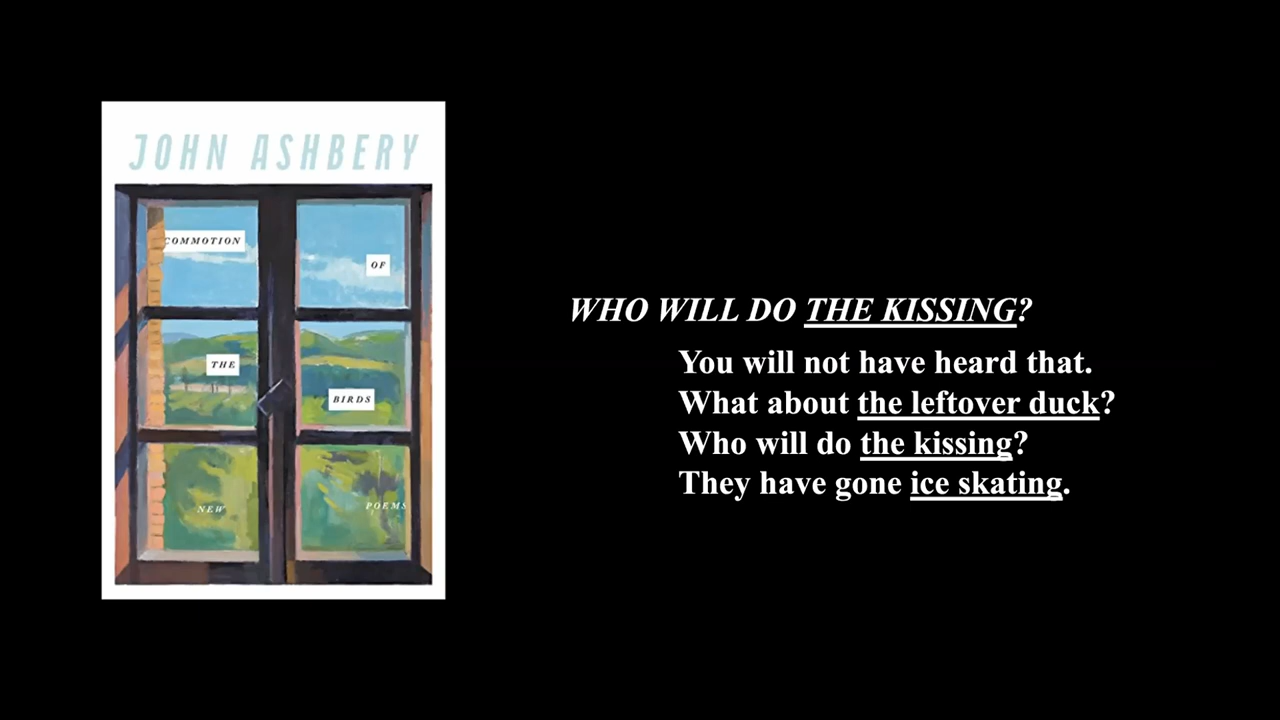 JOHN ASHBERY
COMMOTION
OF
THE
BIRDS
NEW
POEMS
WHO WILL DO THE KISSING?
You will not have heard that.
What about the leftover duck?
Who will do the kissing?
They have gone ice skating.